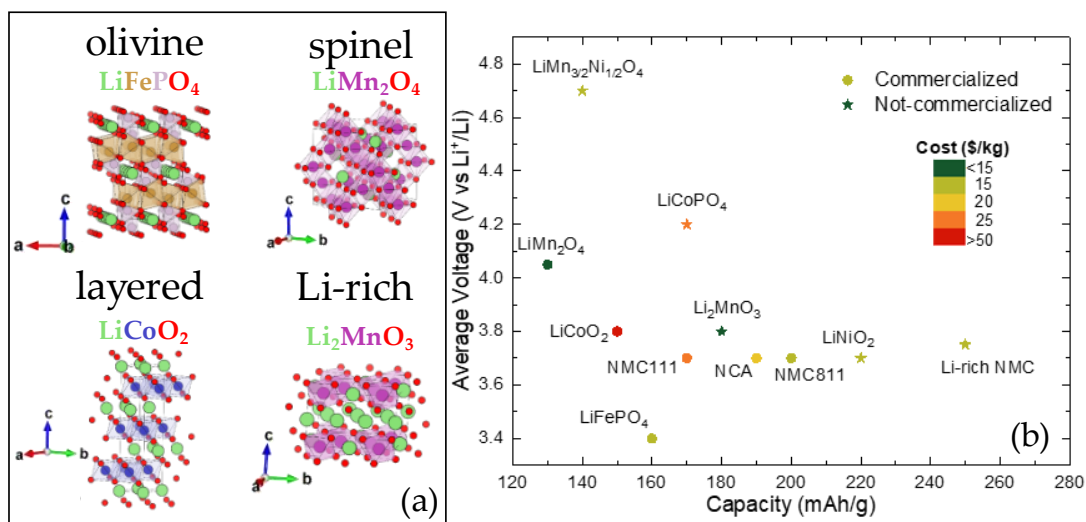 olivine
LiFePO₄
c
a
b
spinel
LiMn₂O₄
c
a
b
layered
LiCoO₂
c
a
b
Li-rich
Li₂MnO₃
c
a
b
(a)
Average Voltage (V vs Li⁺/Li)
4.8
4.6
4.4
4.2
4.0
3.8
3.6
3.4
LiMn₃/₂Ni₁/₂O₄
Commercialized
Not-commercialized
Cost ($/kg)
<15
15
20
25
>50
LiCoPO₄
LiMn₂O₄
LiCoO₂
Li₂MnO₃
LiNiO₂
NMC111
NCA
NMC811
Li-rich NMC
LiFePO₄
(b)
120 140 160 180 200 220 240 260 280
Capacity (mAh/g)